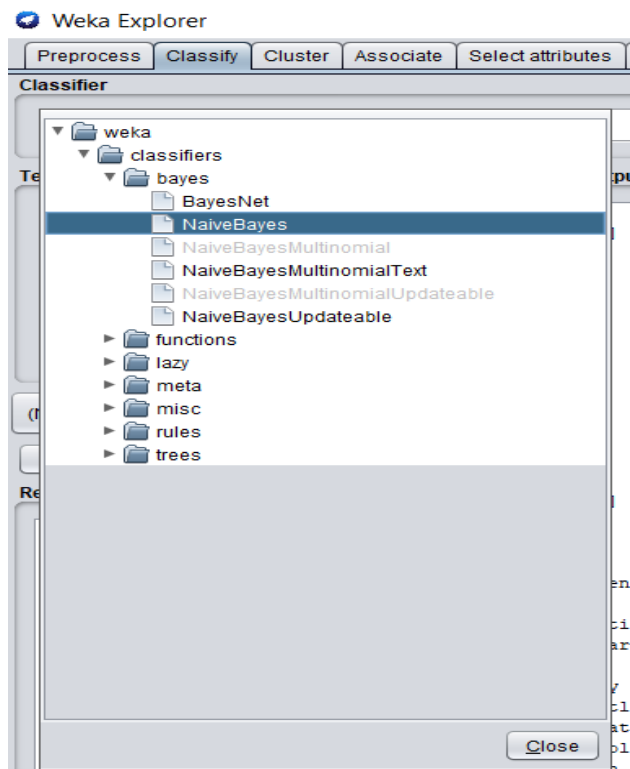 Weka Explorer
Preprocess Classify Cluster Associate Select attributes
Classifier
weka
classifiers
bayes
BayesNet
NaiveBayes
NaiveBayesMultinomial
NaiveBayesMultinomialText
NaiveBayesMultinomialUpdateable
NaiveBayesUpdateable
functions
lazy
meta
misc
rules
trees
Close